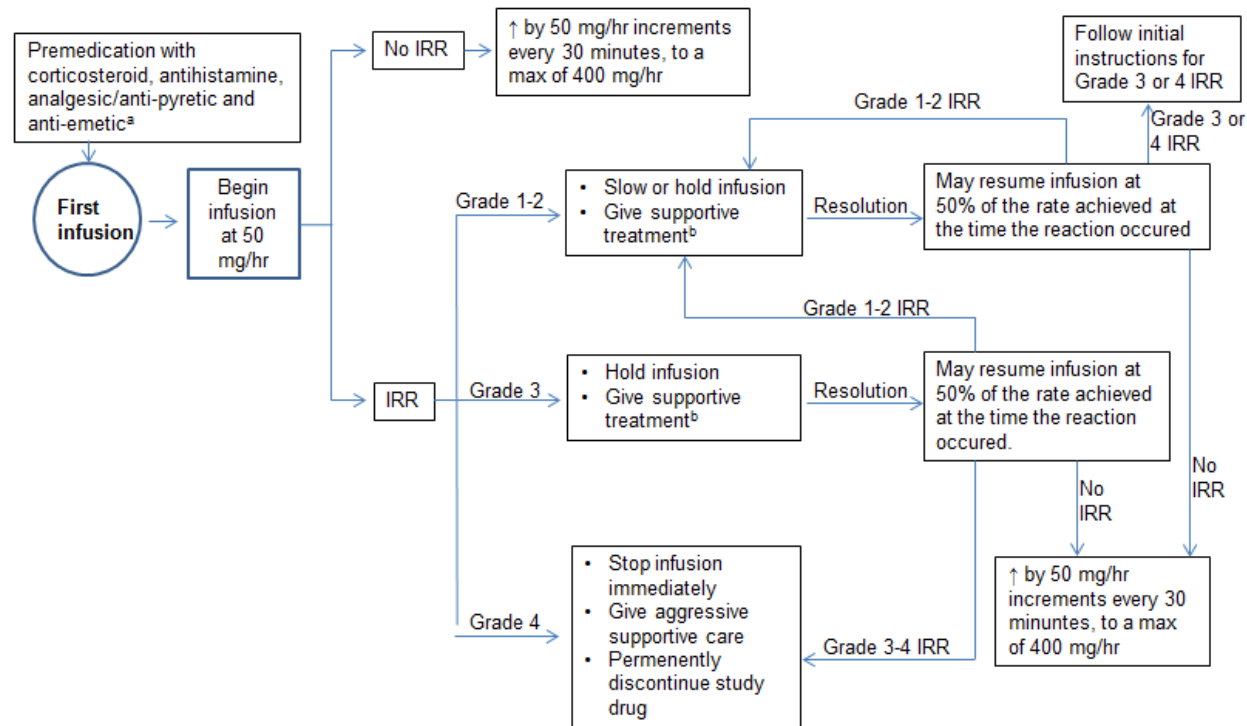 Premedication with
corticosteroid, antihistamine,
analgesic/anti-pyretic and
anti-emeticª
First
infusion
Begin
infusion
at 50
mg/hr
No IRR
↑ by 50 mg/hr increments
every 30 minutes, to a
max of 400 mg/hr
IRR
Grade 1-2
• Slow or hold infusion
• Give supportive
treatmentᵇ
Resolution
May resume infusion at
50% of the rate achieved at
the time the reaction occured
Grade 1-2 IRR
Grade 3 or
4 IRR
Follow initial
instructions for
Grade 3 or 4 IRR
Grade 1-2 IRR
Grade 3
• Hold infusion
• Give supportive
treatmentᵇ
Resolution
May resume infusion at
50% of the rate achieved
at the time the reaction
occured.
No
IRR
No
IRR
↑ by 50 mg/hr
increments every 30
minuntes, to a max
of 400 mg/hr
Grade 4
• Stop infusion
immediately
• Give aggressive
supportive care
• Permenently
discontinue study
drug
Grade 3-4 IRR